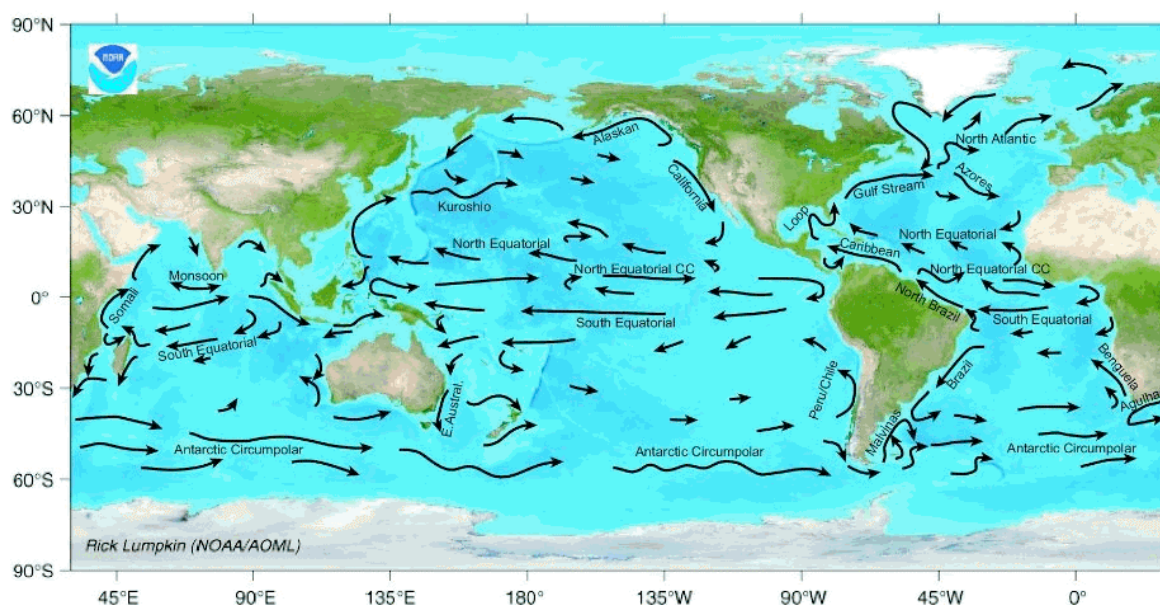 90°N
NOAA
60°N
Alaskan
North Atlantic
California
Azores
Gulf Stream
30°N
Kuroshio
Loop
North Equatorial
North Equatorial
Caribbean
Monsoon
North Equatorial CC
North Equatorial CC
0°
Somali
North Brazil
South Equatorial
South Equatorial
South Equatorial
30°S
E.Austral.
Peru/Chile
Brazil
Benguela
Agulha
Malvinas
Antarctic Circumpolar
Antarctic Circumpolar
Antarctic Circumpolar
60°S
Rick Lumpkin (NOAA/AOML)
90°S
45°E 90°E 135°E 180° 135°W 90°W 45°W 0°